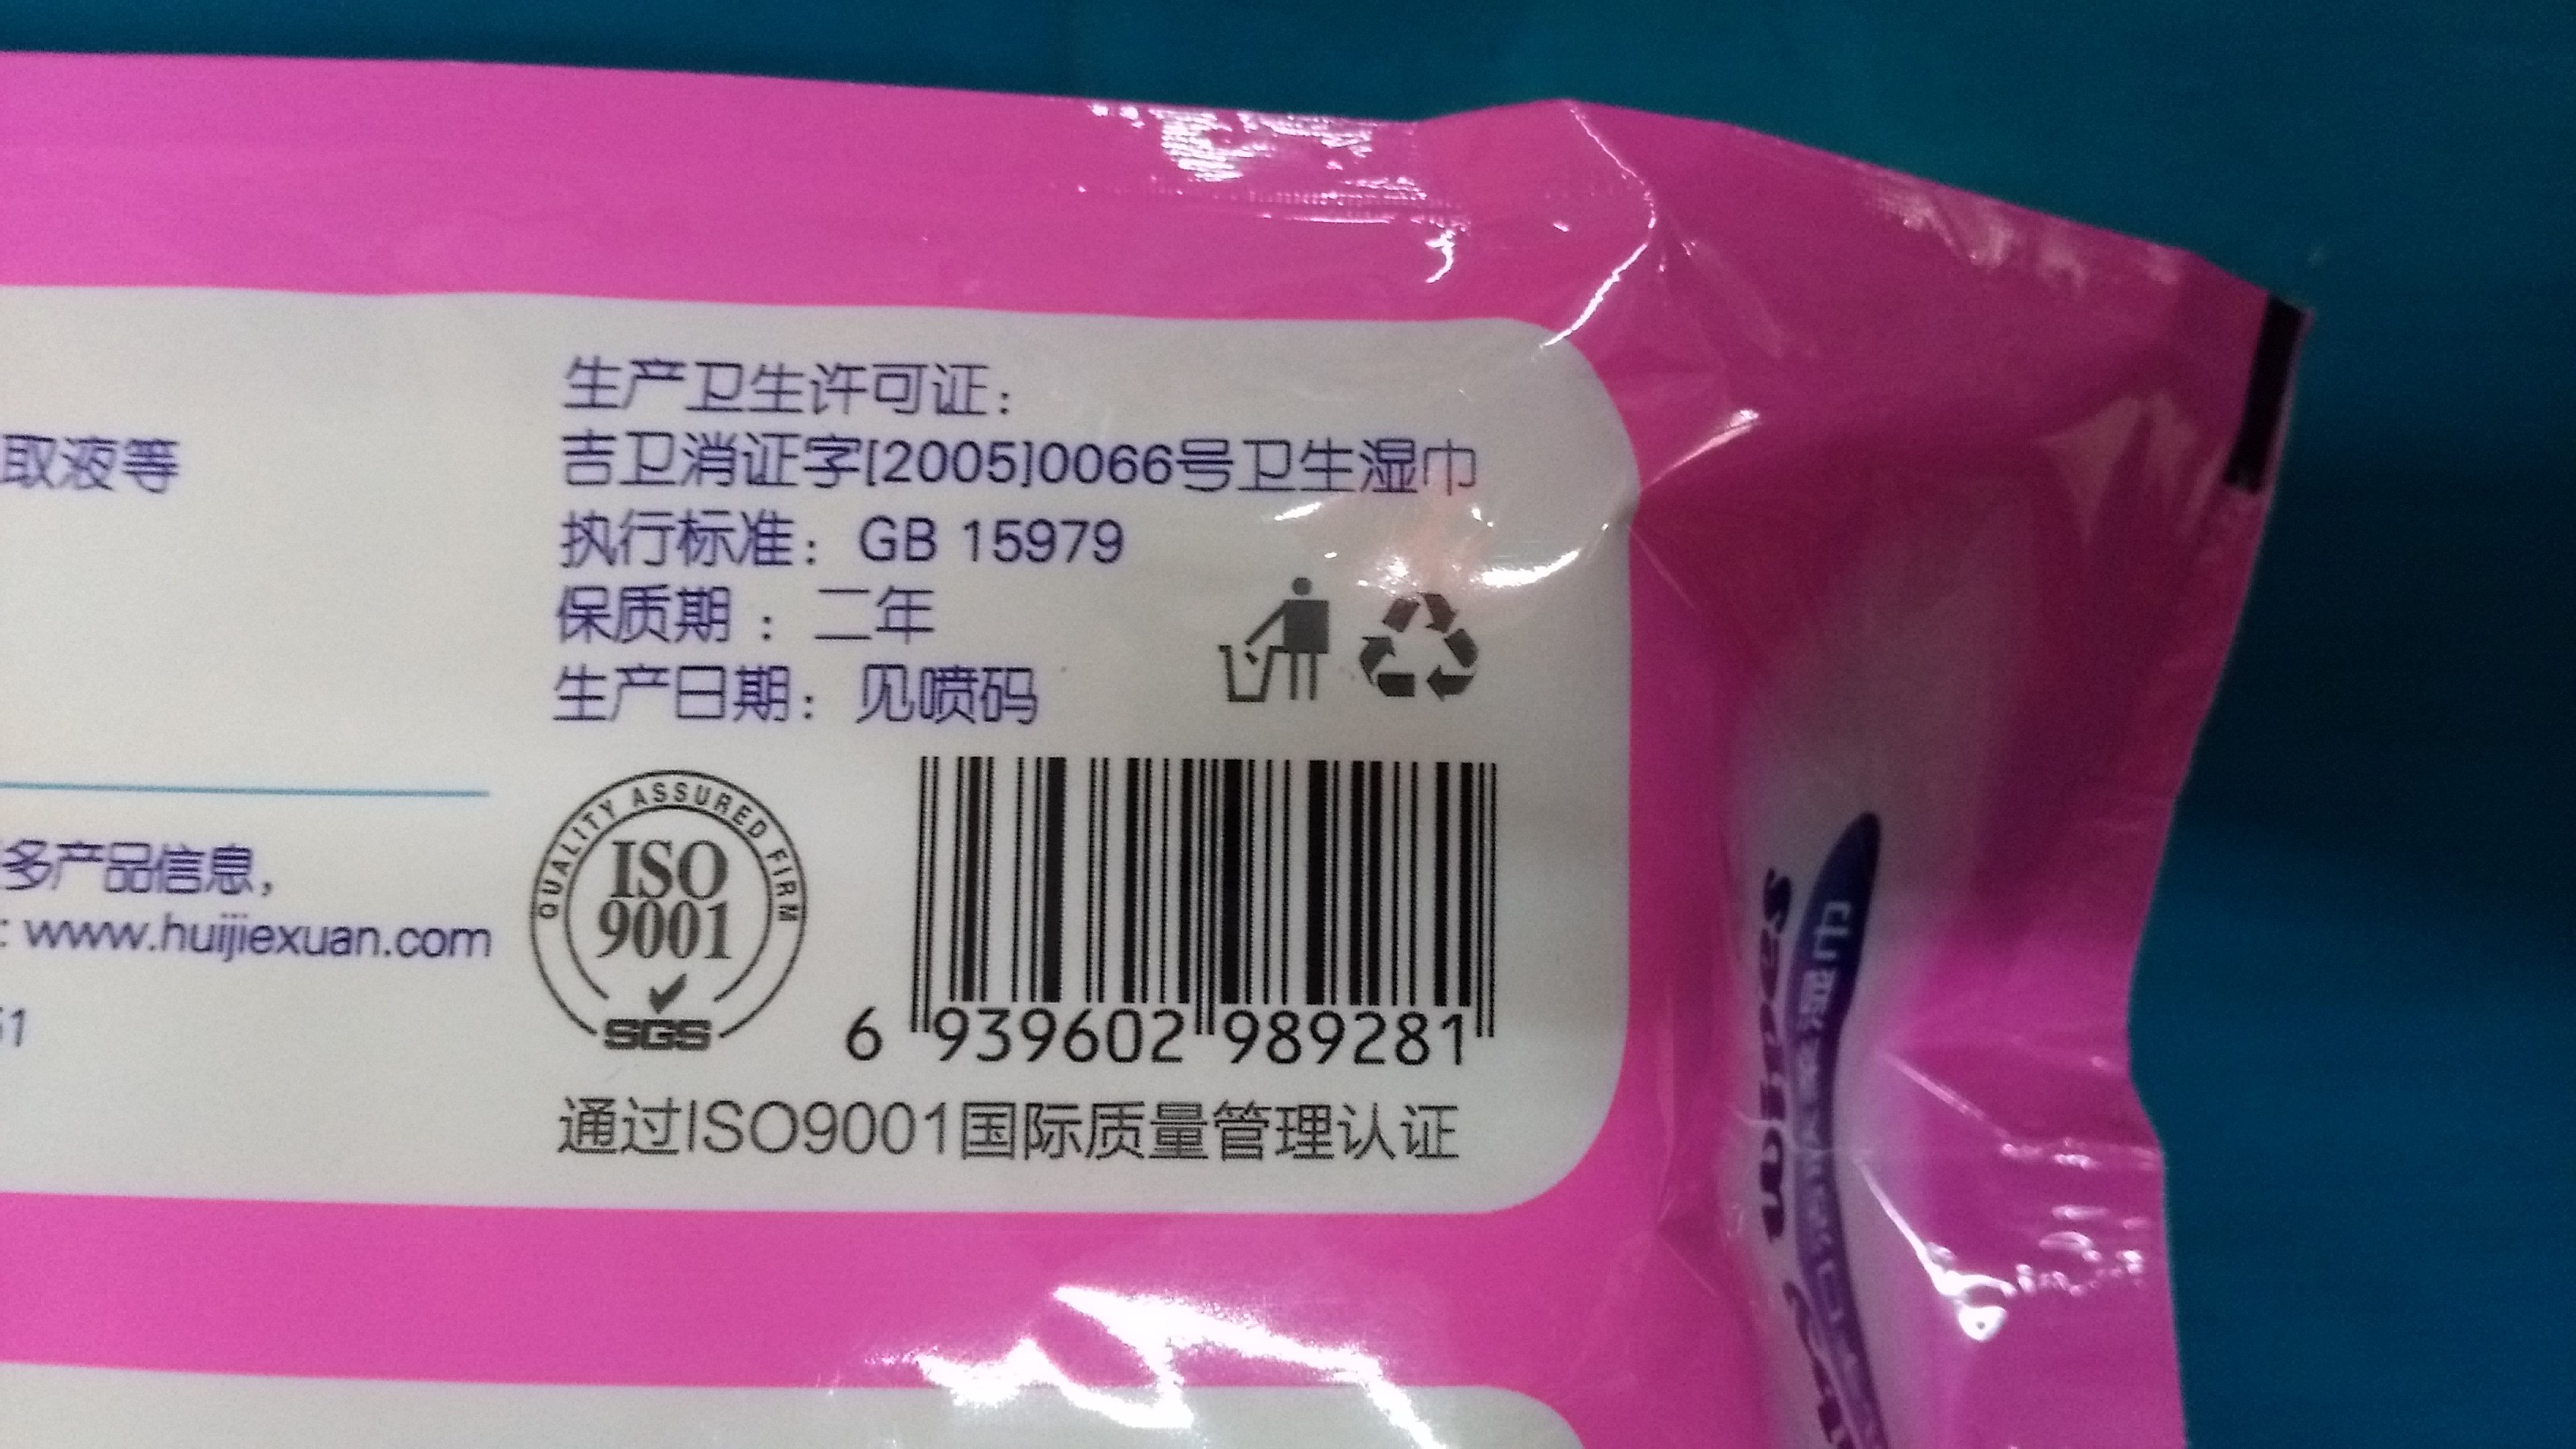 取液等
多产品信息，
: www.huijiexuan.com
51
生产卫生许可证：
吉卫消证字[2005]0066号卫生湿巾
执行标准：GB 15979
保质期：二年
生产日期：见喷码
QUALITY ASSURED FIRM
ISO
9001
SGS
6 939602 989281
通过ISO9001国际质量管理认证
wipes
湿巾